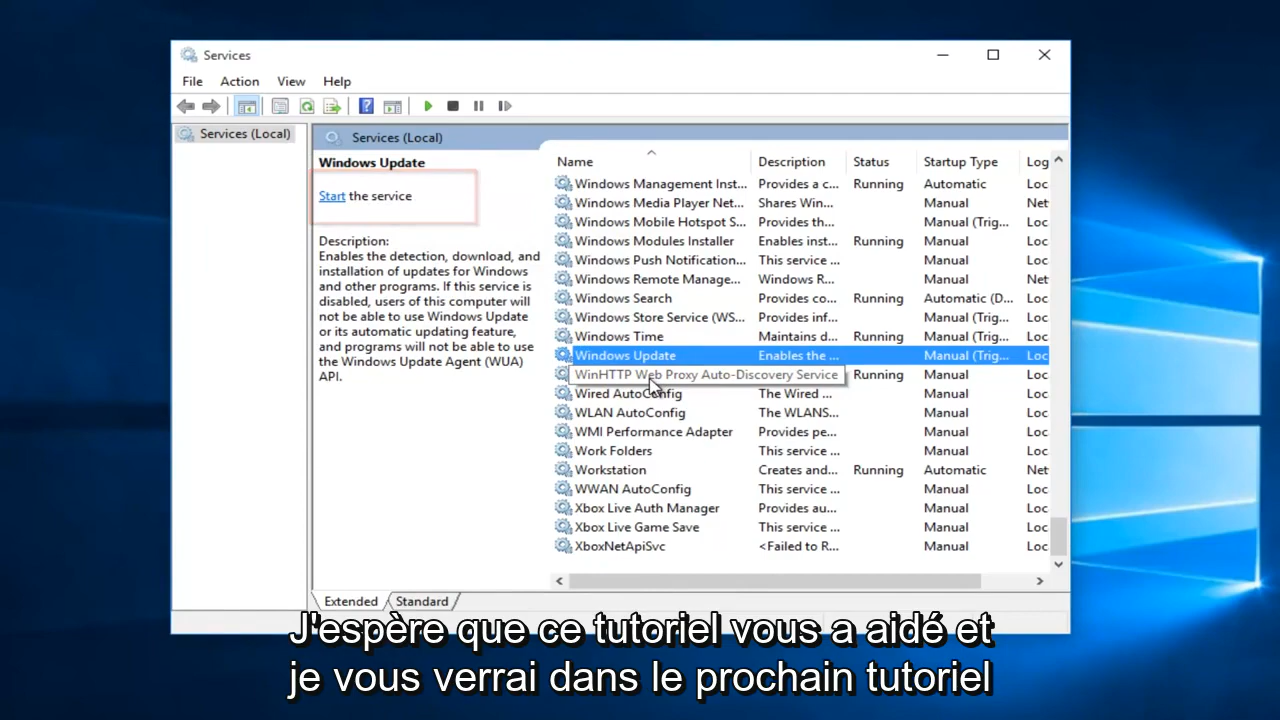 Services
File Action View Help
Services (Local)
Services (Local)
Windows Update
Start the service
Description:
Enables the detection, download, and
installation of updates for Windows
and other programs. If this service is
disabled, users of this computer will
not be able to use Windows Update
or its automatic updating feature,
and programs will not be able to use
the Windows Update Agent (WUA)
API.
Name Description Status Startup Type Log
Windows Management Inst... Provides a c... Running Automatic Loc
Windows Media Player Net... Shares Win... Manual Net
Windows Mobile Hotspot S... Provides th... Manual (Trig... Loc
Windows Modules Installer Enables inst... Running Manual Loc
Windows Push Notification... This service ... Manual Loc
Windows Remote Manage... Windows R... Manual Net
Windows Search Provides co... Running Automatic (D... Loc
Windows Store Service (WS... Provides inf... Manual (Trig... Loc
Windows Time Maintains d... Running Manual (Trig... Loc
Windows Update Enables the ... Manual (Trig... Loc
WinHTTP Web Proxy Auto-Discovery Service Running Manual Loc
Wired AutoConfig The Wired ... Manual Loc
WLAN AutoConfig The WLANS... Manual Loc
WMI Performance Adapter Provides pe... Manual Loc
Work Folders This service ... Manual Loc
Workstation Creates and... Running Automatic Net
WWAN AutoConfig This service ... Manual Loc
Xbox Live Auth Manager Provides au... Manual Loc
Xbox Live Game Save This service ... Manual Loc
XboxNetApiSvc <Failed to R... Manual Loc
Extended Standard
J'espère que ce tutoriel vous a aidé et
je vous verrai dans le prochain tutoriel